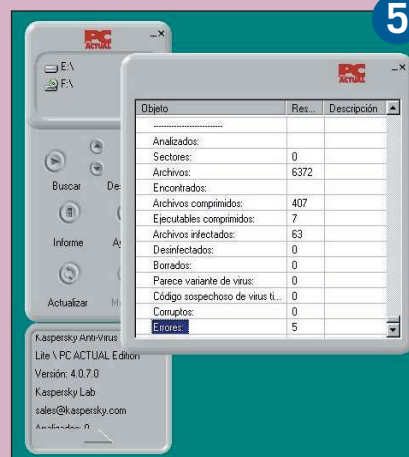 5
PC
ACTUAL
E:\
F:\
Buscar
Informe
Actualizar
Kaspersky Anti-Virus
Lite \ PC ACTUAL Edition
Versión: 4.0.7.0
Kaspersky Lab
sales@kaspersky.com
Analizados: 0
PC
ACTUAL
Objeto Res... Descripción
--------------------------
Analizados:
Sectores: 0
Archivos: 6372
Encontrados:
Archivos comprimidos: 407
Ejecutables comprimidos: 7
Archivos infectados: 63
Desinfectados: 0
Borrados: 0
Parece variante de virus: 0
Código sospechoso de virus ti... 0
Corruptos: 0
Errores: 5